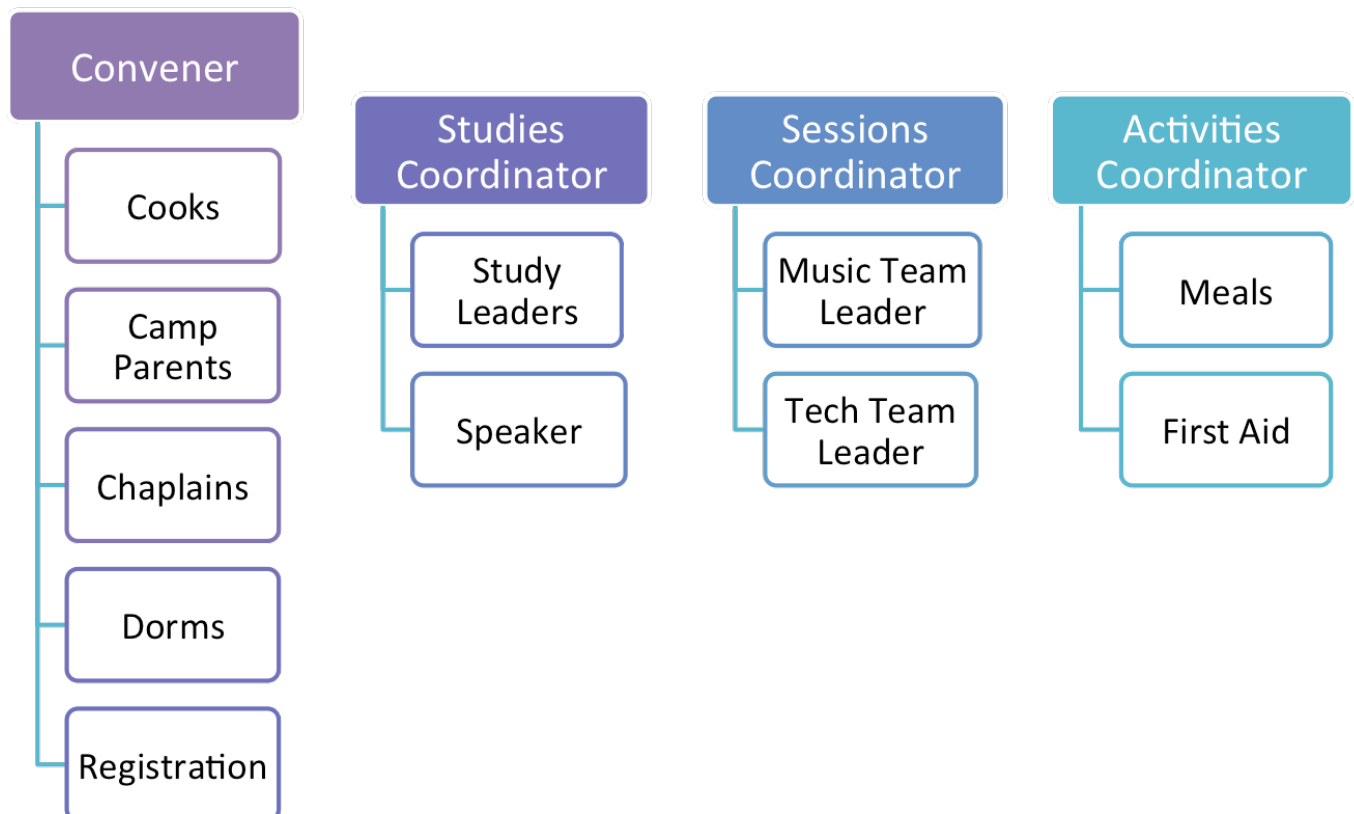 Convener
Cooks
Camp
Parents
Chaplains
Dorms
Registration
Studies
Coordinator
Study
Leaders
Speaker
Sessions
Coordinator
Music Team
Leader
Tech Team
Leader
Activities
Coordinator
Meals
First Aid